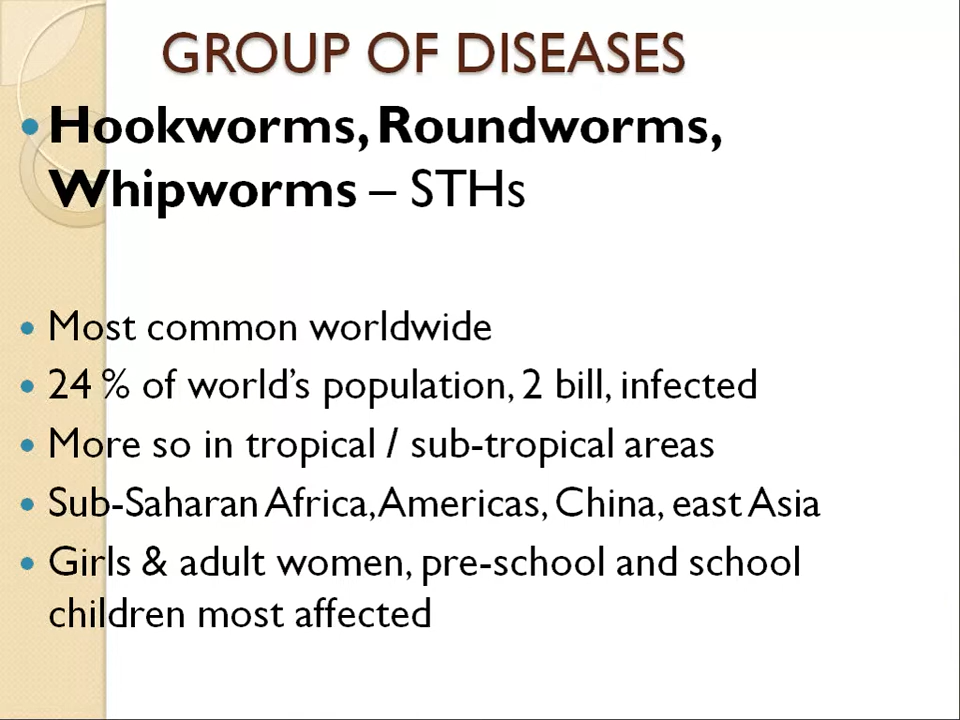 GROUP OF DISEASES
• Hookworms, Roundworms,
Whipworms – STHs
• Most common worldwide
• 24 % of world’s population, 2 bill, infected
• More so in tropical / sub-tropical areas
• Sub-Saharan Africa, Americas, China, east Asia
• Girls & adult women, pre-school and school
children most affected